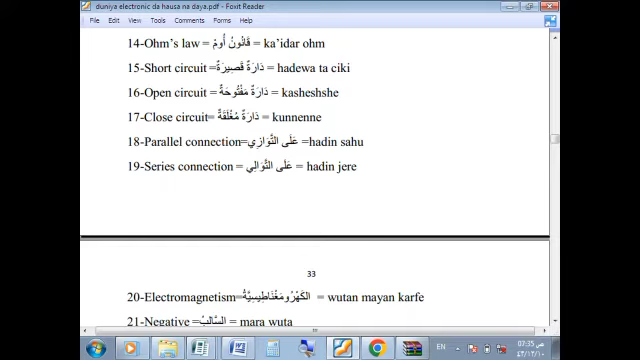 duniya electronic da hausa na daya.pdf - Foxit Reader
File Edit Tools View Language Help
14-Ohm's law = قَانُونُ أُومْ = ka'idar ohm
15-Short circuit = دَارَةٌ قَصِيرَةٌ = hadewa ta ciki
16-Open circuit = دَارَةٌ مَفْتُوحَةٌ = kasheshshe
17-Close circuit= دَارَةٌ مُغْلَقَةٌ = kunnenne
18-Parallel connection= عَلَى التَّوَازِي =hadin sahu
19-Series connection = عَلَى التَّوَالِي = hadin jere
33
20-Electromagnetism= الكَهْرُومَغْنَاطِيسِيَّةُ = wutan mayan karfe
21-Negative = السَّالِبْ = mara wuta
EN
07:35 ص